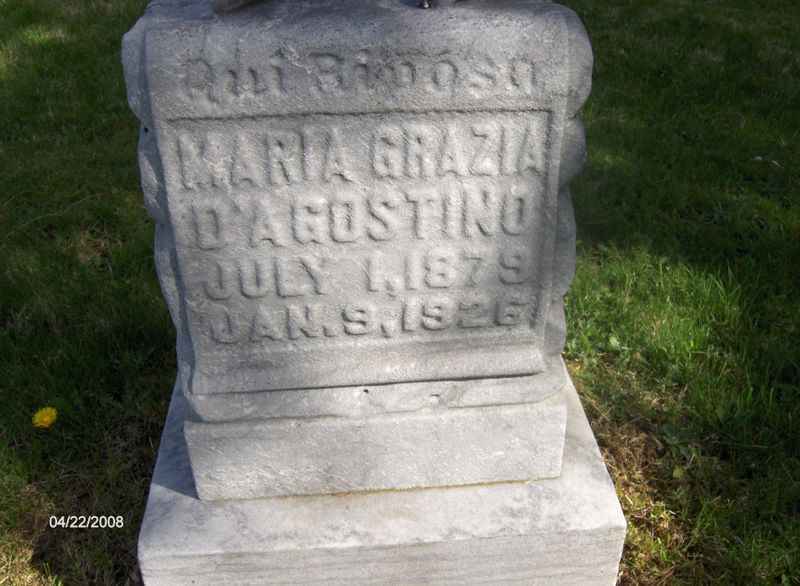 Qui Riposa
MARIA GRAZIA
D'AGOSTINO
JULY 1, 1879
JAN. 9, 1926
04/22/2008